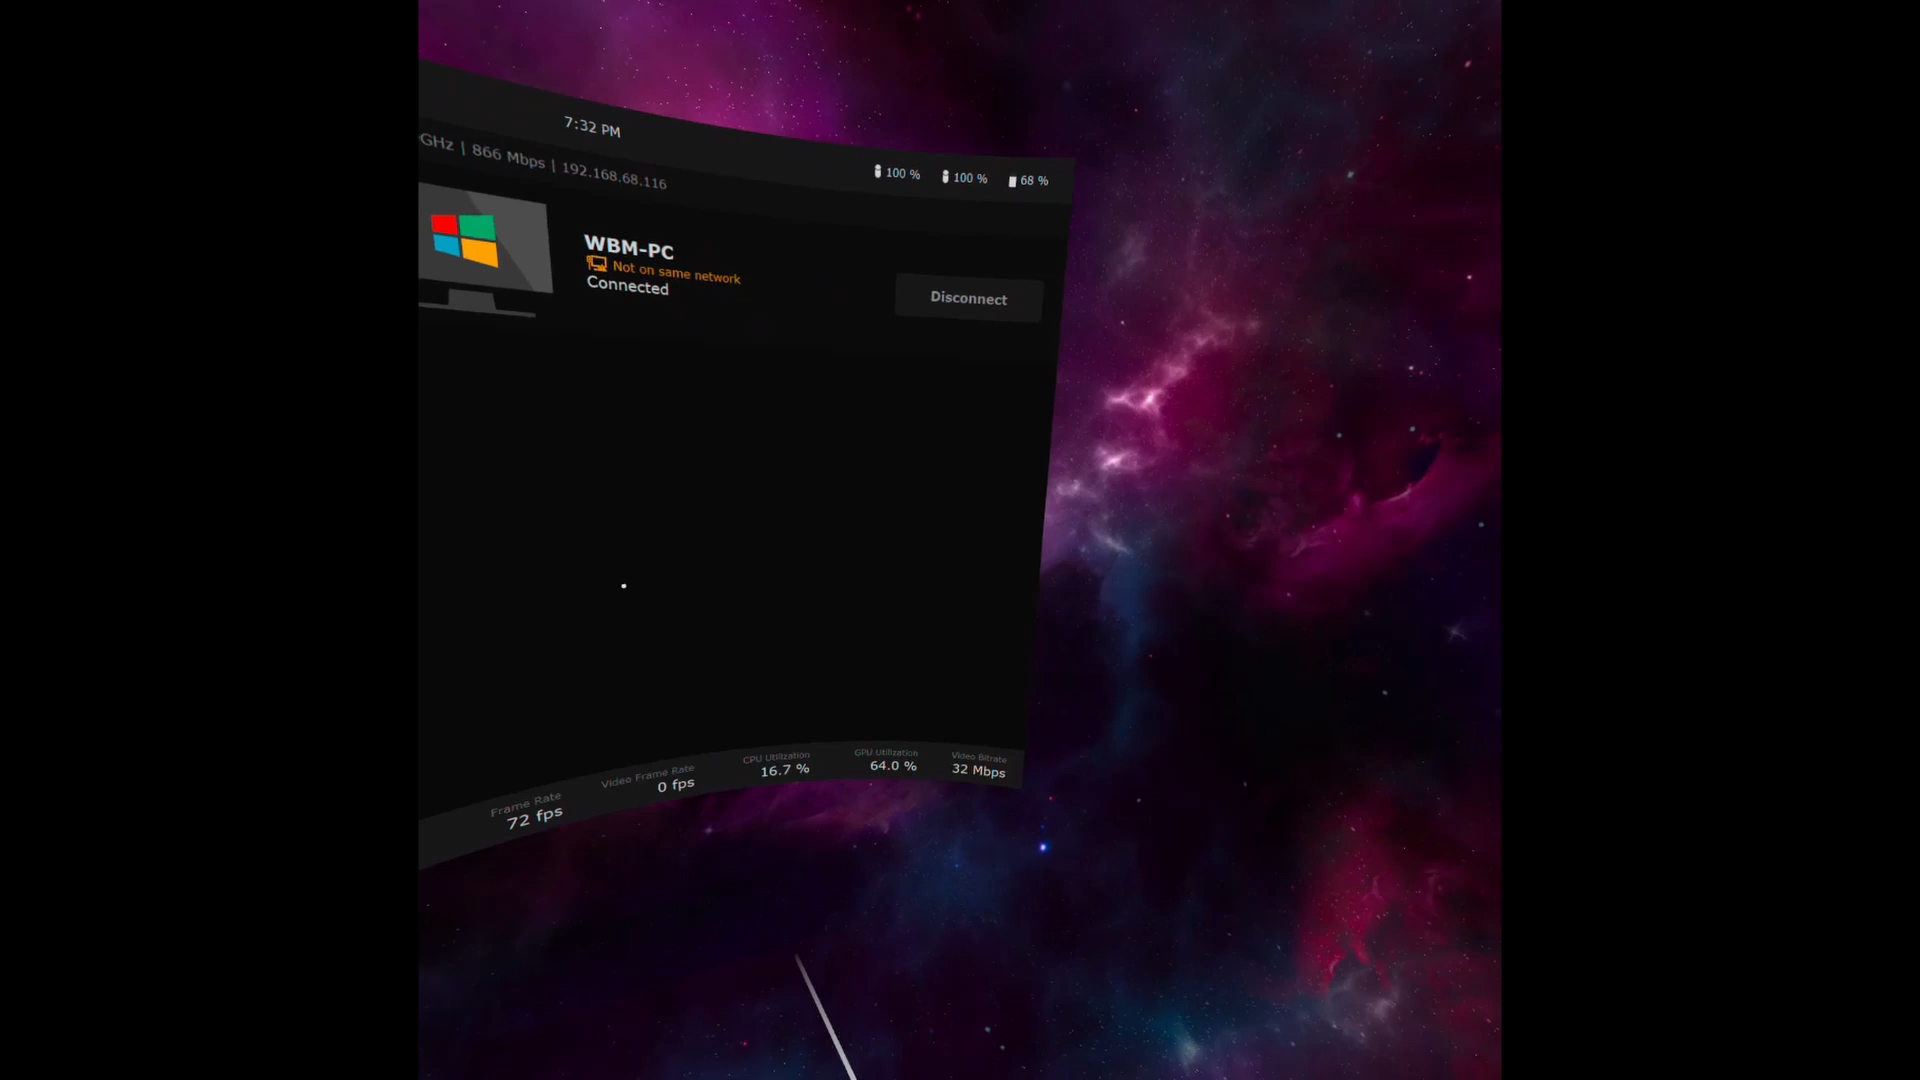 7:32 PM
GHz | 866 Mbps | 192.168.68.116
100 %
100 %
68 %
WBM-PC
Not on same network
Connected
Disconnect
Frame Rate
72 fps
Video Frame Rate
0 fps
CPU Utilization
16.7 %
GPU Utilization
64.0 %
Video Bitrate
32 Mbps